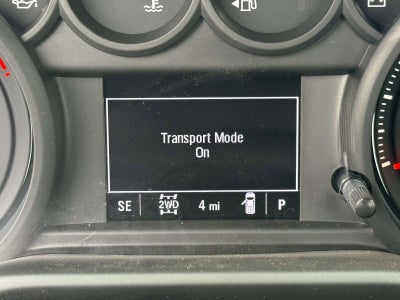 Transport Mode
On
SE 2WD 4 mi P